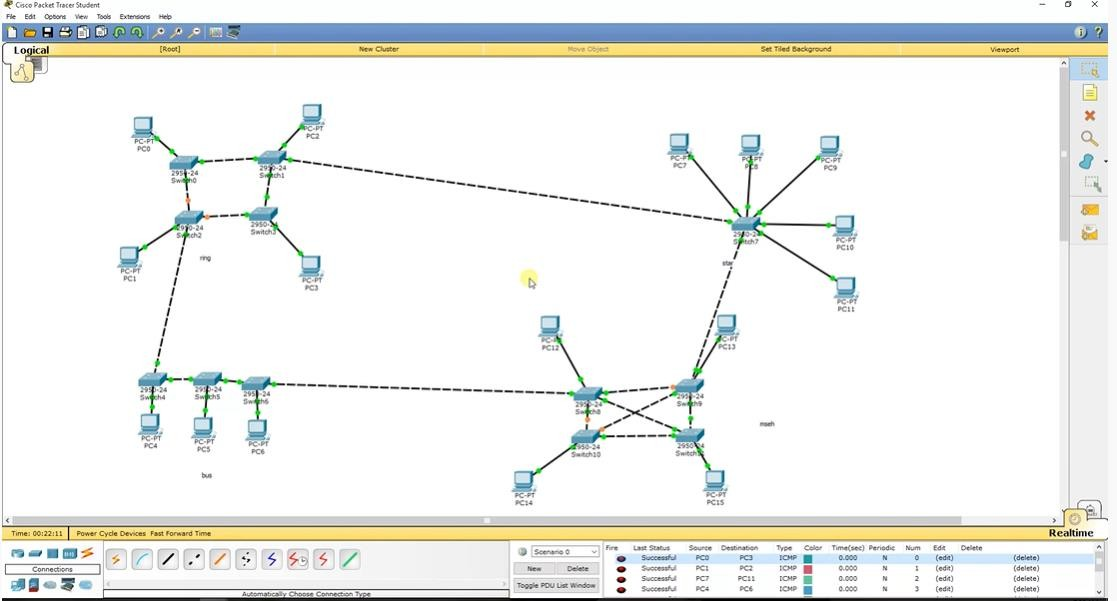 Cisco Packet Tracer Student
File Edit Options View Tools Extensions Help
Logical
[Root]
New Cluster
Move Object
Set Tiled Background
Viewport
PC-PT
PC0
PC-PT
PC2
2950-24
Switch0
2950-24
Switch1
2950-24
Switch2
2950-24
Switch3
PC-PT
PC1
ring
PC-PT
PC3
PC-PT
PC7
PC-PT
PC8
PC-PT
PC9
2950-24
Switch7
PC-PT
PC10
star
PC-PT
PC11
PC-PT
PC12
PC-PT
PC13
2950-24
Switch4
2950-24
Switch5
2950-24
Switch6
PC-PT
PC4
PC-PT
PC5
PC-PT
PC6
bus
2950-24
Switch8
2950-24
Switch9
mseh
2950-24
Switch10
2950-24
PC-PT
PC14
PC-PT
PC15
Time: 00:22:11
Power Cycle Devices Fast Forward Time
Realtime
Connections
Automatically Choose Connection Type
Scenario 0
New
Delete
Toggle PDU List Window
Fire Last Status Source Destination Type Color Time(sec) Periodic Num Edit Delete
Successful PC0 PC3 ICMP 0.000 N 0 (edit) (delete)
Successful PC1 PC2 ICMP 0.000 N 1 (edit) (delete)
Successful PC7 PC11 ICMP 0.000 N 2 (edit) (delete)
Successful PC4 PC6 ICMP 0.000 N 3 (edit) (delete)